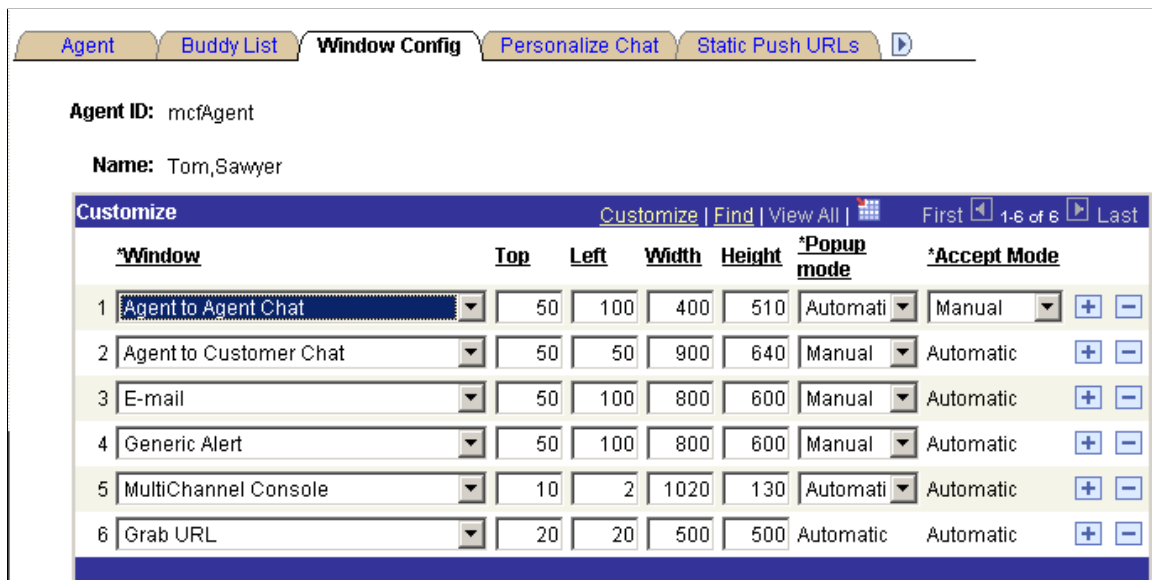 Agent Buddy List Window Config Personalize Chat Static Push URLs
Agent ID: mcfAgent
Name: Tom,Sawyer
Customize Customize | Find | View All | First 1-6 of 6 Last
*Window Top Left Width Height *Popup mode *Accept Mode
1 Agent to Agent Chat 50 100 400 510 Automati Manual
2 Agent to Customer Chat 50 50 900 640 Manual Automatic
3 E-mail 50 100 800 600 Manual Automatic
4 Generic Alert 50 100 800 600 Manual Automatic
5 MultiChannel Console 10 2 1020 130 Automati Automatic
6 Grab URL 20 20 500 500 Automatic Automatic